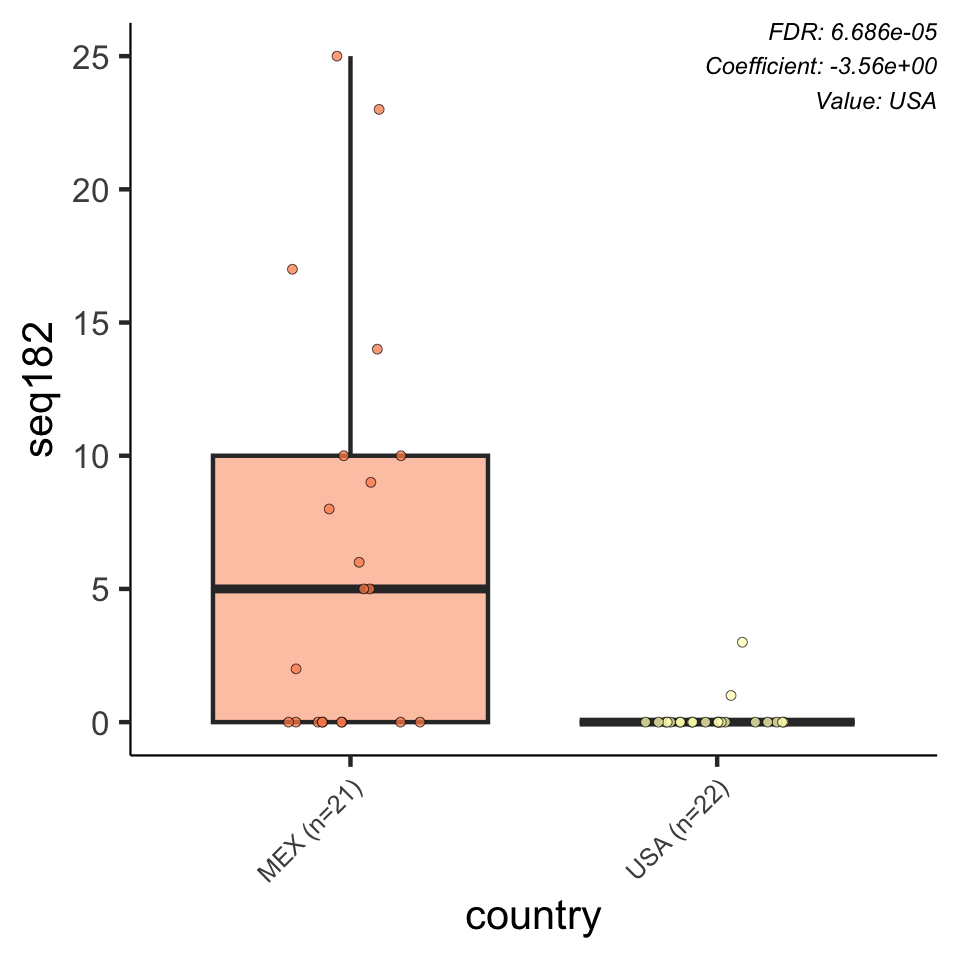 FDR: 6.686e-05
Coefficient: -3.56e+00
Value: USA
25
20
15
10
5
0
seq182
MEX (n=21)
USA (n=22)
country